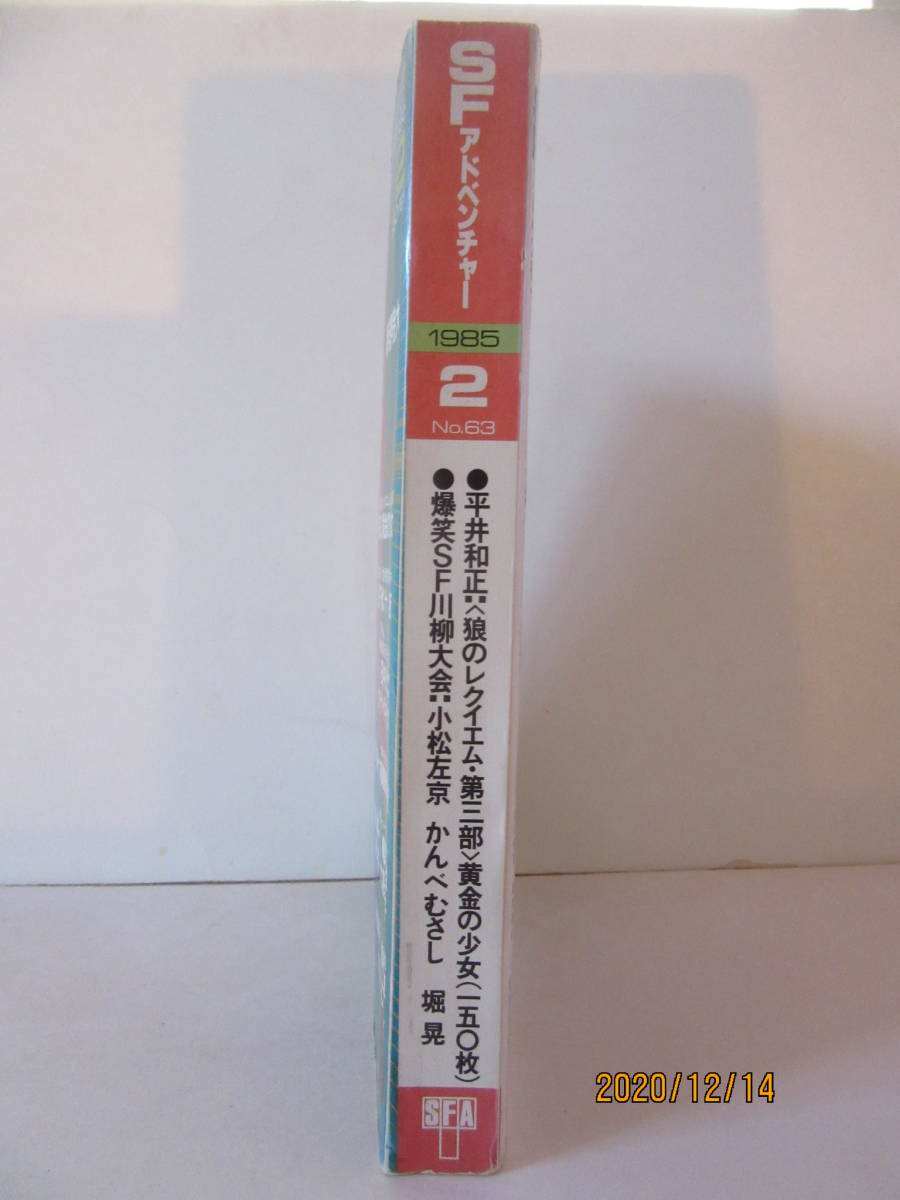 SFアドベンチャー
1985
2
No.63
●平井和正:<狼のレクイエム・第三部>黄金の少女(一五〇枚)
●爆笑SF川柳大会:小松左京 かんべむさし 堀晃
SFA
2020/12/14